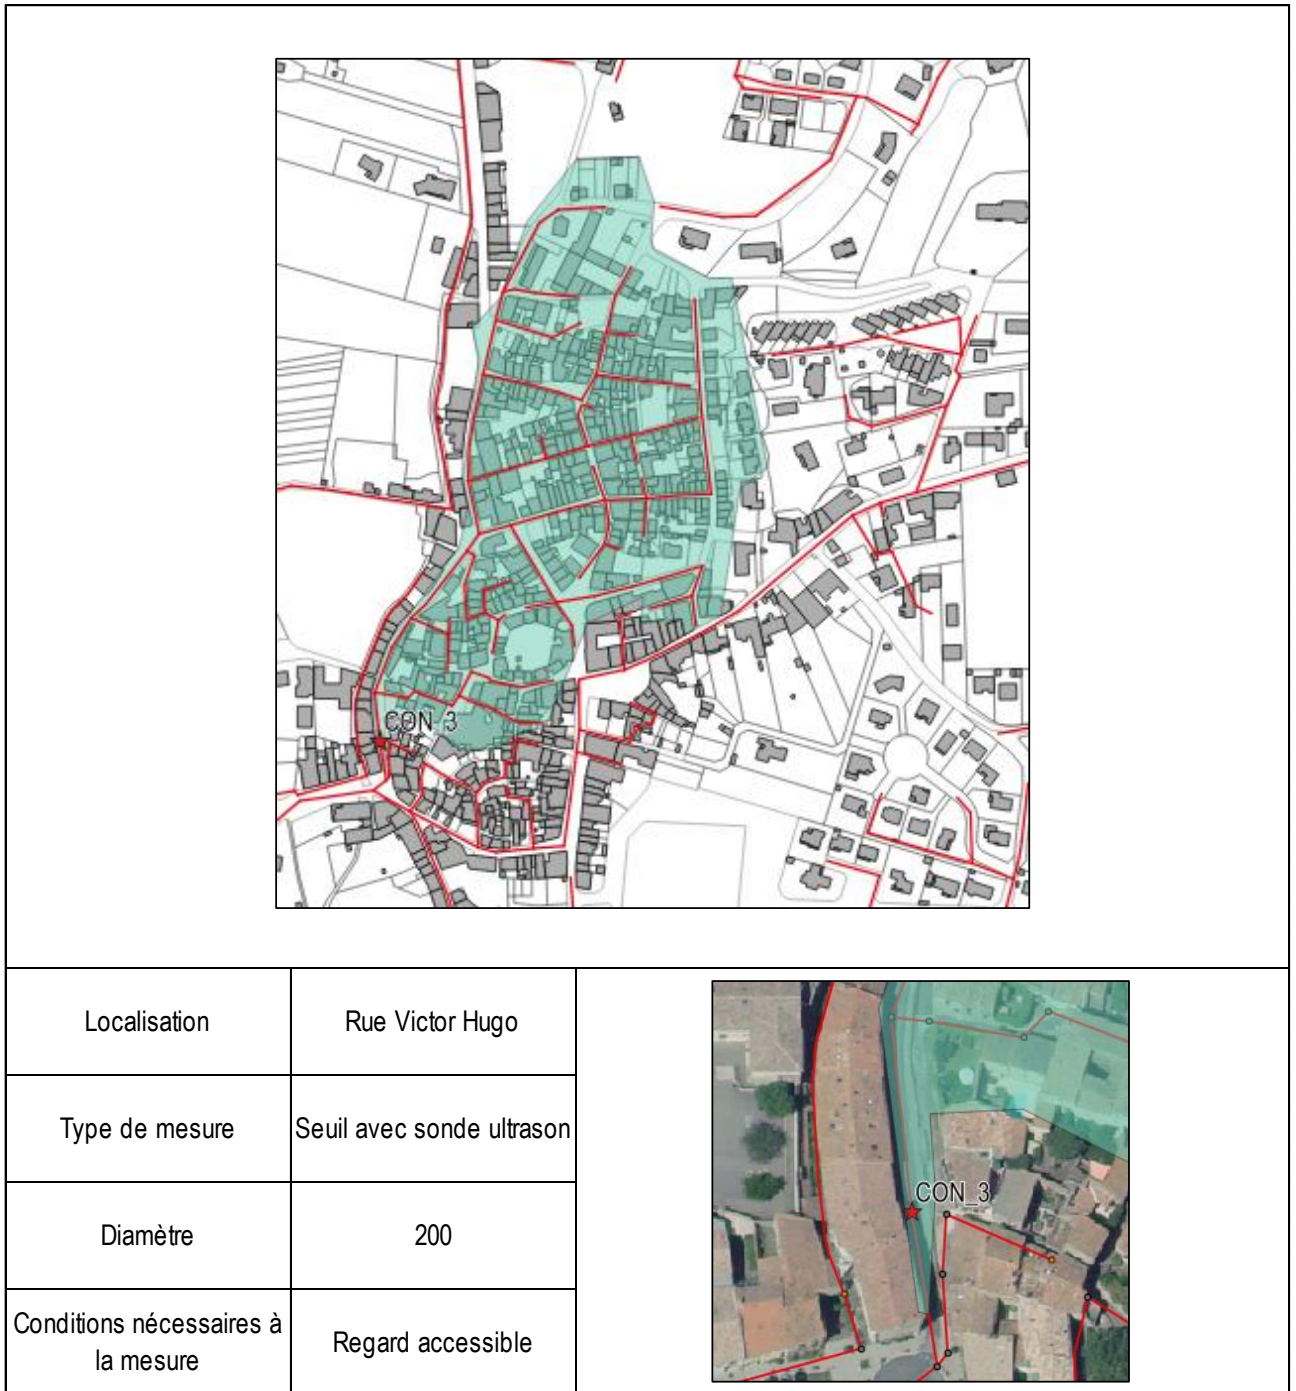 CON_3
Localisation
Rue Victor Hugo
Type de mesure
Seuil avec sonde ultrason
Diamètre
200
Conditions nécessaires à
la mesure
Regard accessible
CON_3